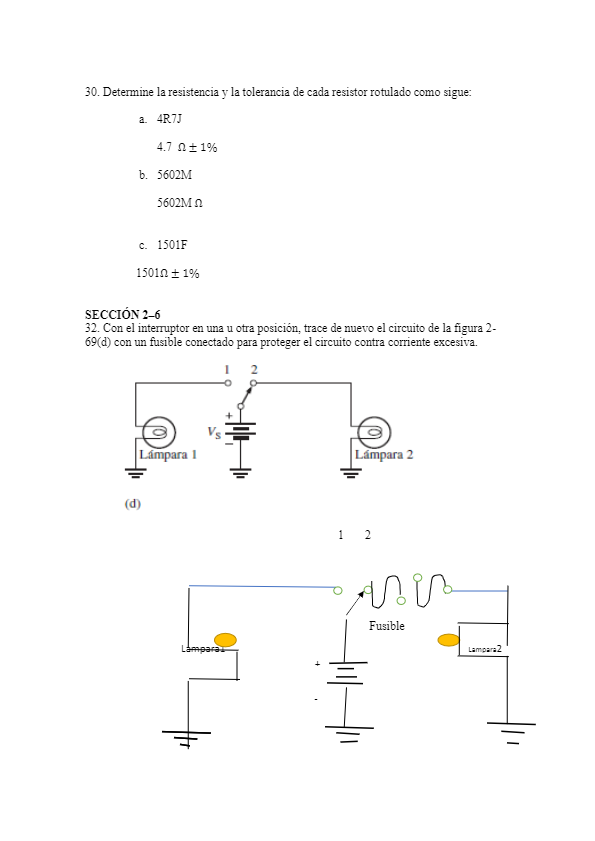 30. Determine la resistencia y la tolerancia de cada resistor rotulado como sigue:
a. 4R7J
4.7 Ω ± 1%
b. 5602M
5602M Ω
c. 1501F
1501Ω ± 1%
SECCIÓN 2–6
32. Con el interruptor en una u otra posición, trace de nuevo el circuito de la figura 2-
69(d) con un fusible conectado para proteger el circuito contra corriente excesiva.
1 2
+
VS
–
Lámpara 1
Lámpara 2
(d)
1 2
Fusible
Lámpara1
Lampara2
+
-